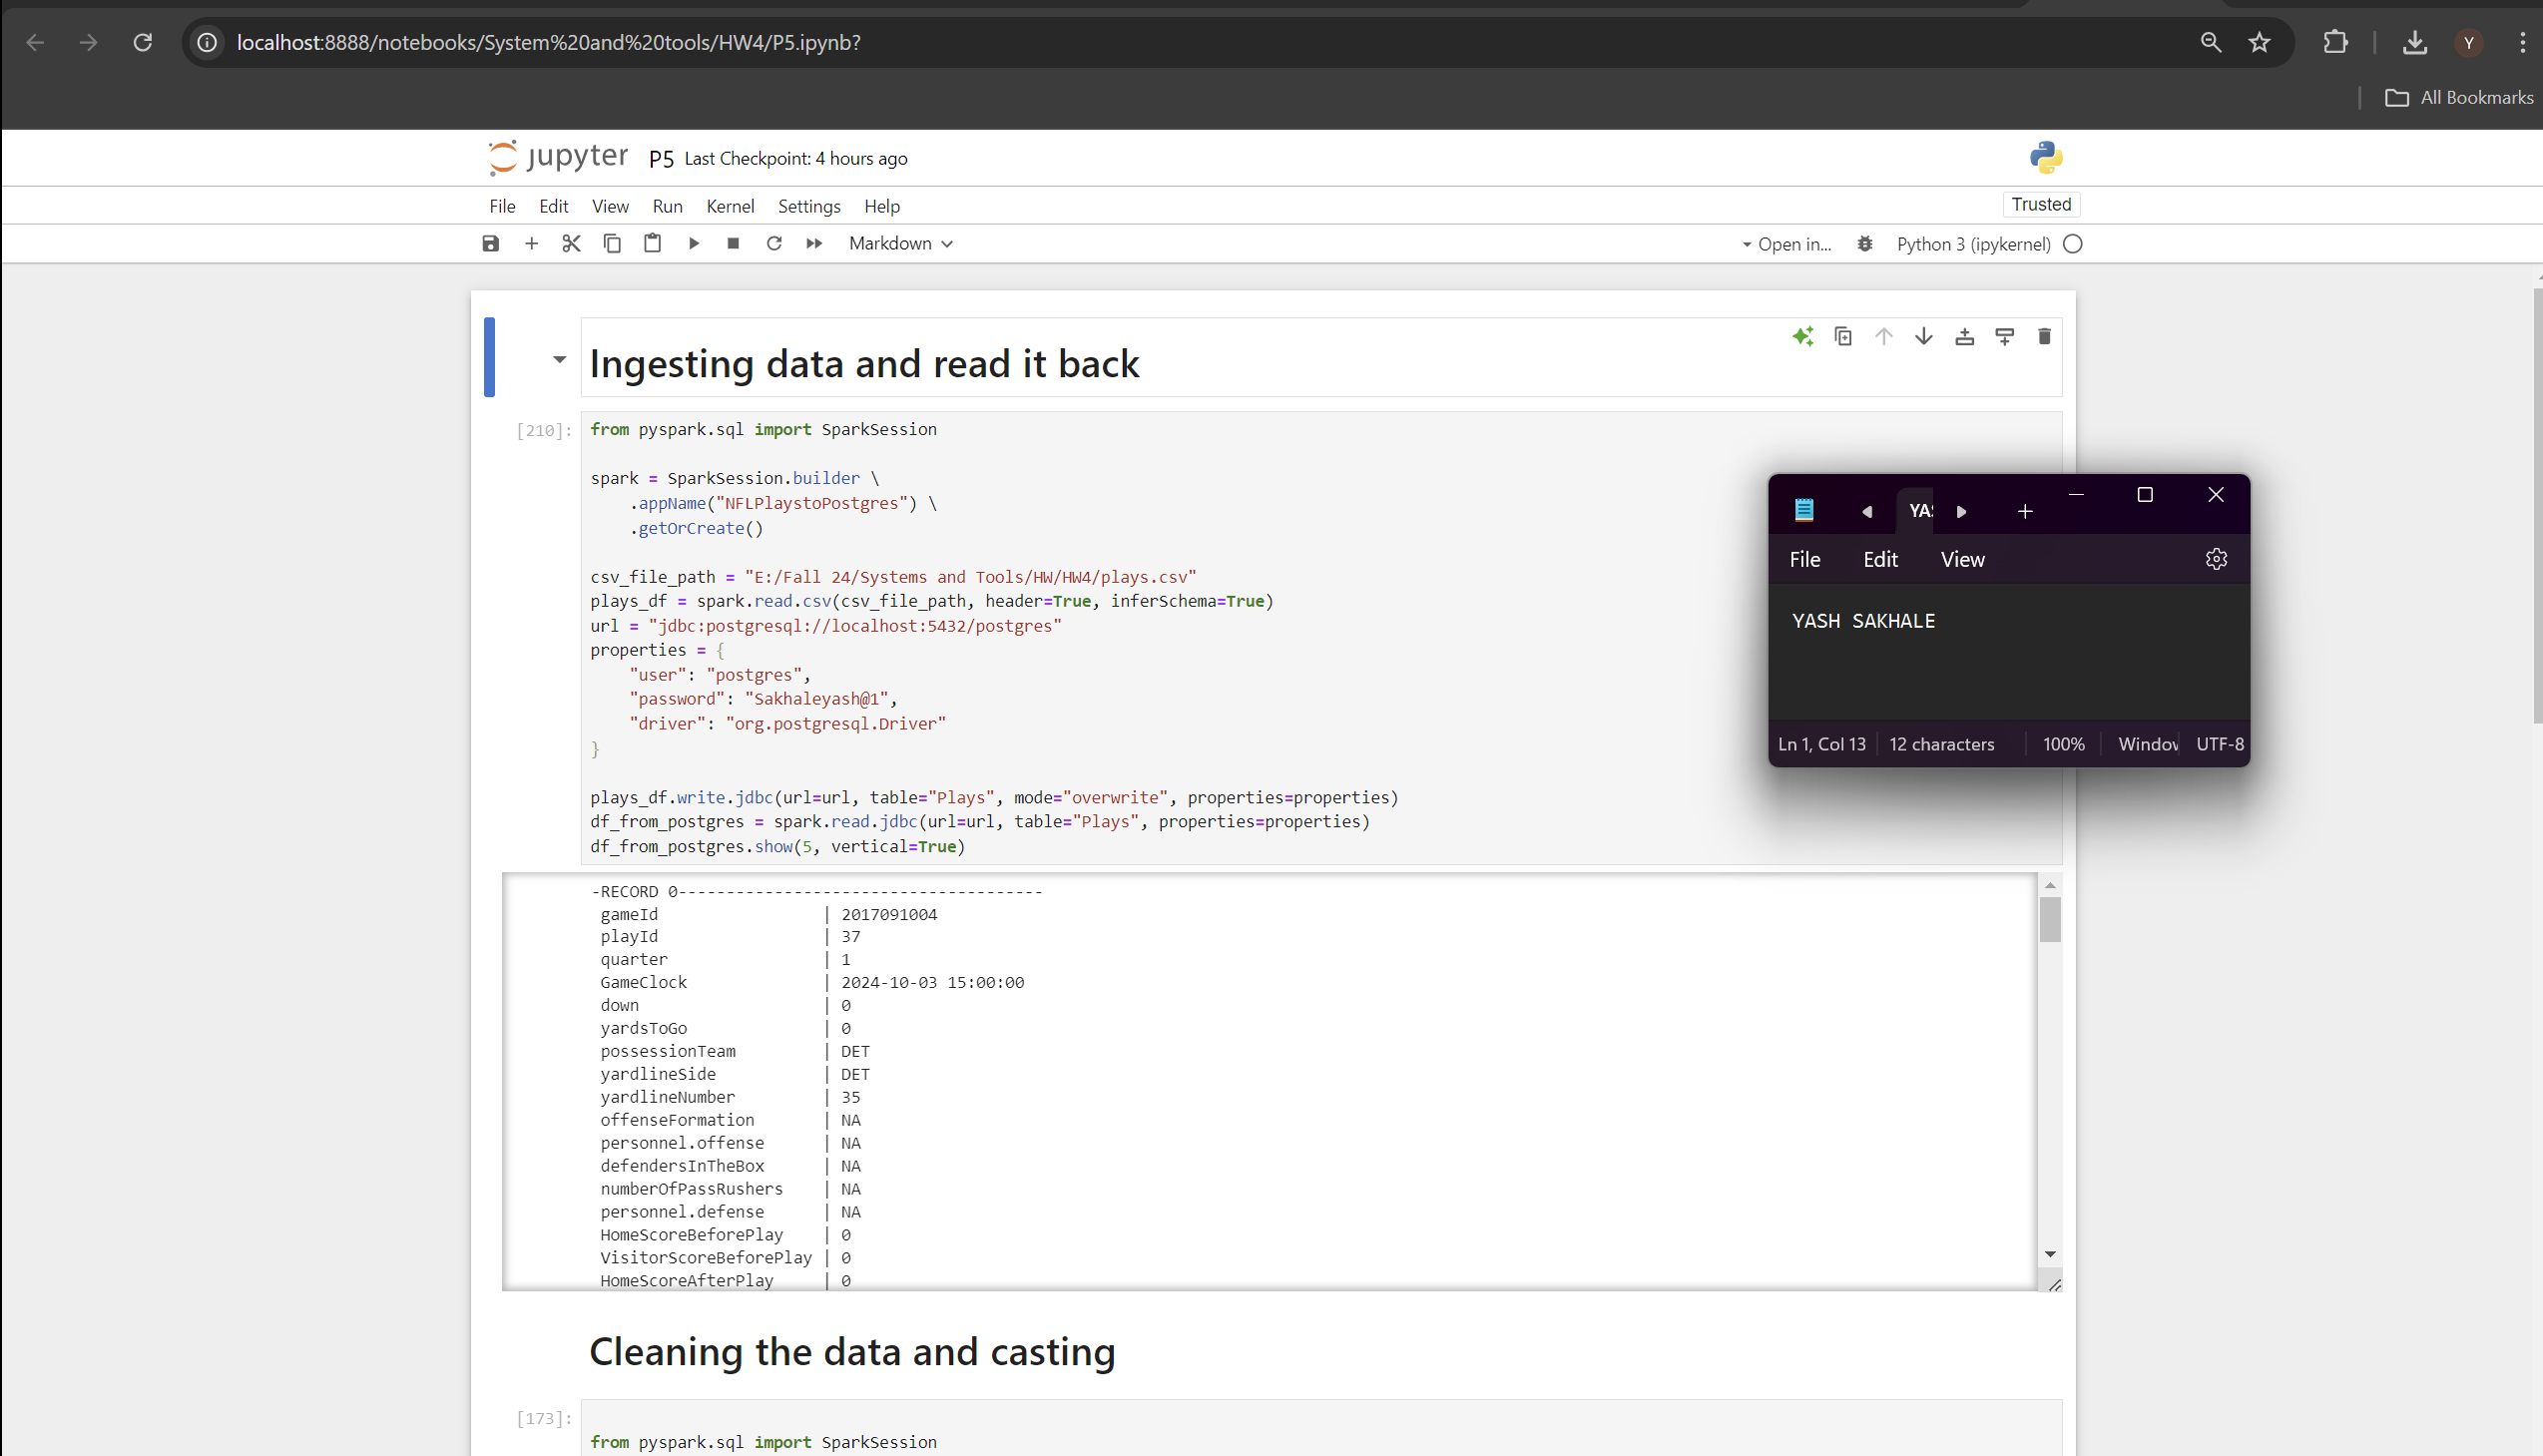 localhost:8888/notebooks/System%20and%20tools/HW4/P5.ipynb?
Y
All Bookmarks
jupyter P5 Last Checkpoint: 4 hours ago
File Edit View Run Kernel Settings Help
Trusted
Markdown
Open in...
Python 3 (ipykernel)
Ingesting data and read it back
[210]:
from pyspark.sql import SparkSession
spark = SparkSession.builder \
.appName("NFLPlaystoPostgres") \
.getOrCreate()
csv_file_path = "E:/Fall 24/Systems and Tools/HW/HW4/plays.csv"
plays_df = spark.read.csv(csv_file_path, header=True, inferSchema=True)
url = "jdbc:postgresql://localhost:5432/postgres"
properties = {
"user": "postgres",
"password": "Sakhaleyash@1",
"driver": "org.postgresql.Driver"
}
plays_df.write.jdbc(url=url, table="Plays", mode="overwrite", properties=properties)
df_from_postgres = spark.read.jdbc(url=url, table="Plays", properties=properties)
df_from_postgres.show(5, vertical=True)
YAS
File Edit View
YASH SAKHALE
Ln 1, Col 13 12 characters 100% Window UTF-8
-RECORD 0--------------------------------------
gameId | 2017091004
playId | 37
quarter | 1
GameClock | 2024-10-03 15:00:00
down | 0
yardsToGo | 0
possessionTeam | DET
yardlineSide | DET
yardlineNumber | 35
offenseFormation | NA
personnel.offense | NA
defendersInTheBox | NA
numberOfPassRushers | NA
personnel.defense | NA
HomeScoreBeforePlay | 0
VisitorScoreBeforePlay | 0
HomeScoreAfterPlay | 0
Cleaning the data and casting
[173]:
from pyspark.sql import SparkSession